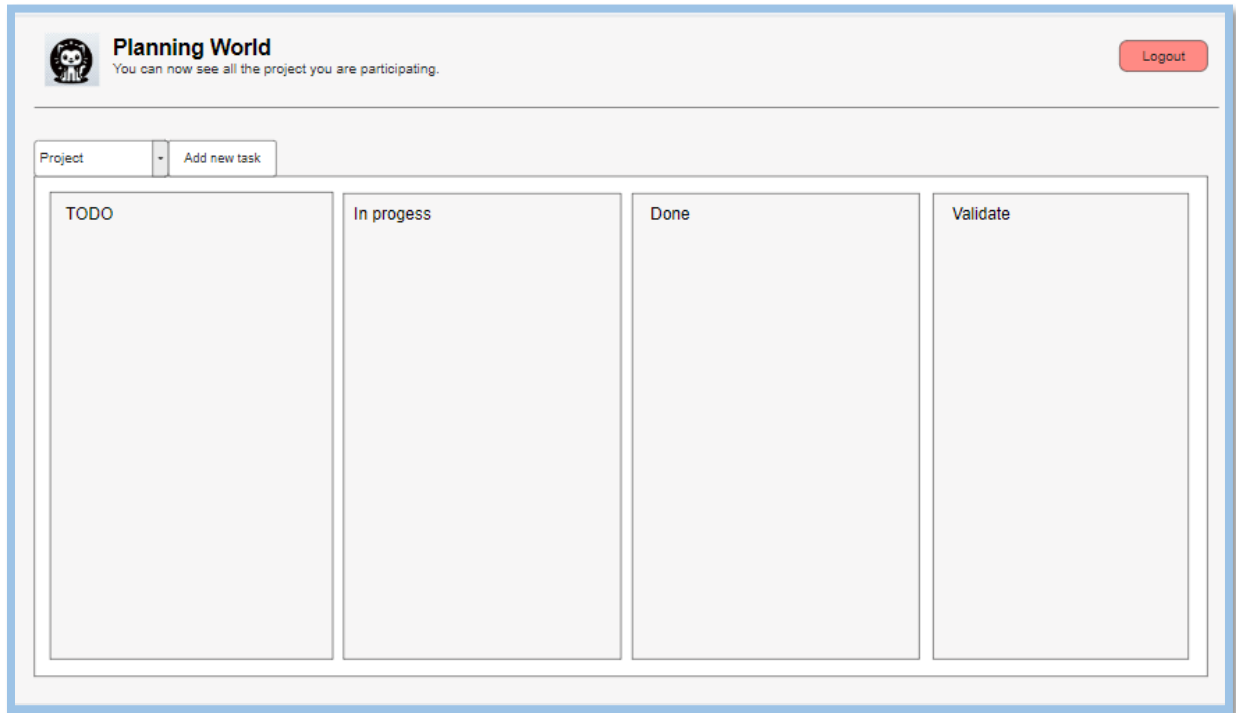 Planning World
You can now see all the project you are participating.
Logout
Project
Add new task
TODO
In progess
Done
Validate